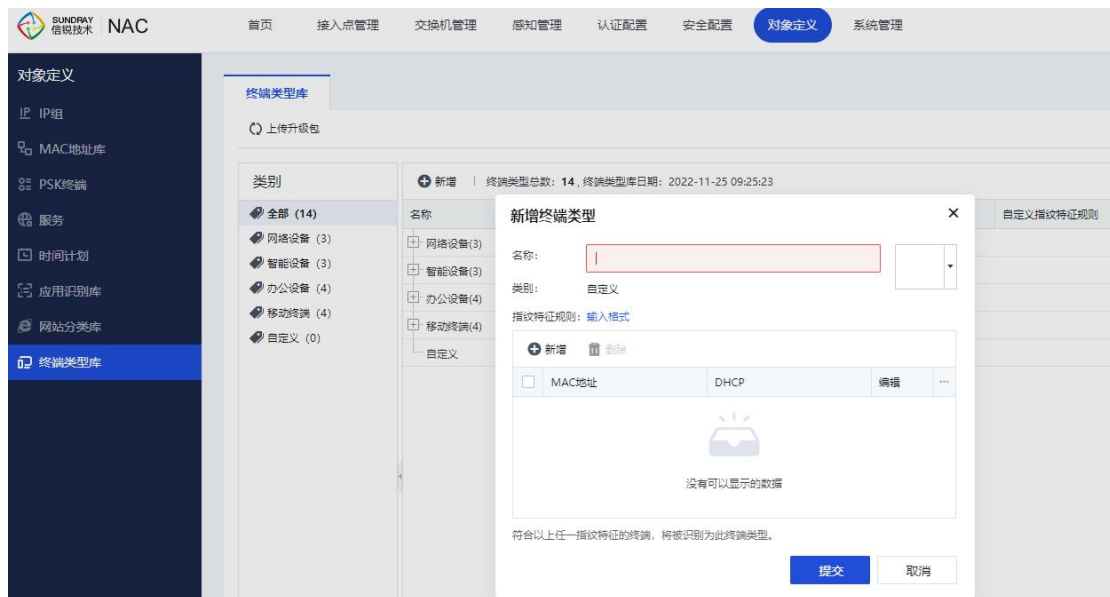 SUNDRAY
信锐技术 NAC
首页 接入点管理 交换机管理 感知管理 认证配置 安全配置 对象定义 系统管理
对象定义
IP IP组
MAC地址库
PSK终端
服务
时间计划
应用识别库
网站分类库
终端类型库
终端类型库
上传升级包
类别
全部 (14)
网络设备 (3)
智能设备 (3)
办公设备 (4)
移动终端 (4)
自定义 (0)
新增 | 终端类型总数: 14 , 终端类型库日期: 2022-11-25 09:25:23
名称 自定义指纹特征规则
网络设备(3)
智能设备(3)
办公设备(4)
移动终端(4)
自定义
新增终端类型
名称:
类别: 自定义
指纹特征规则: 输入格式
新增 删除
MAC地址 DHCP 编辑 ...
没有可以显示的数据
符合以上任一指纹特征的终端, 将被识别为此终端类型。
提交 取消